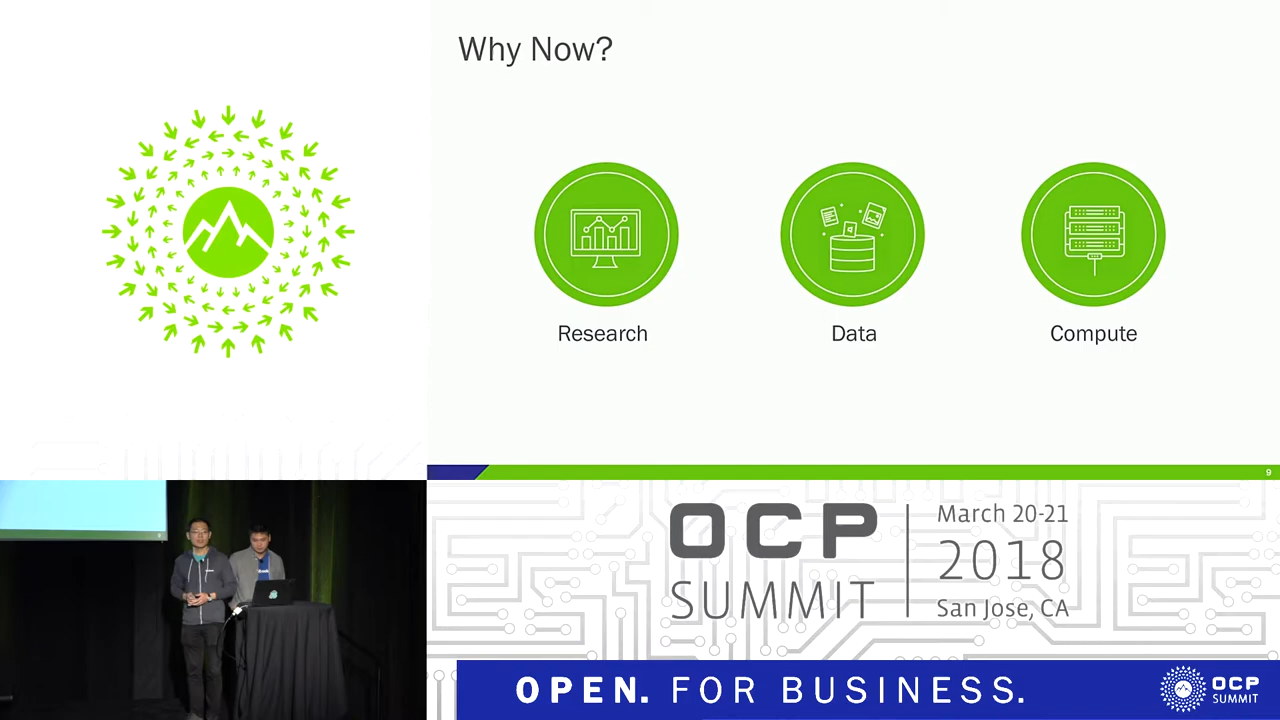 Why Now?
Research
Data
Compute
9
OCP
SUMMIT
March 20-21
2018
San Jose, CA
OPEN. FOR BUSINESS.
OCP
SUMMIT